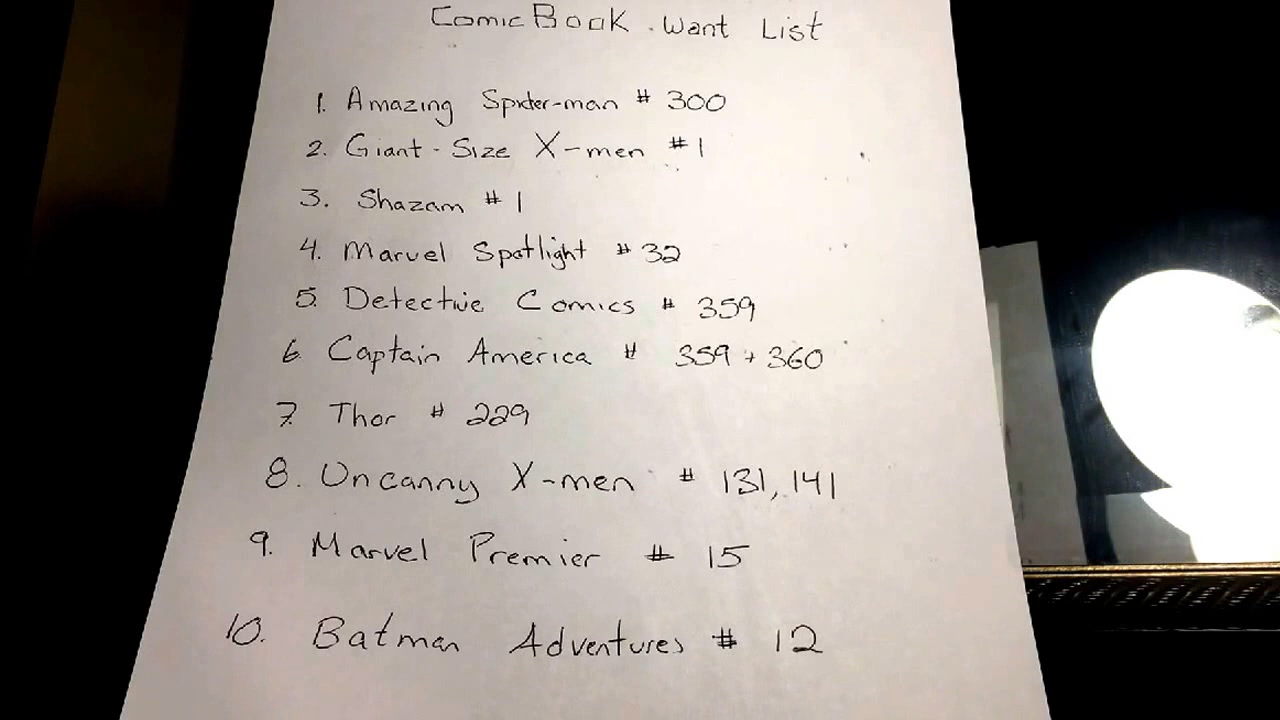 Comic Book Want List
1. Amazing Spider-man # 300
2. Giant-Size X-men #1
3. Shazam #1
4. Marvel Spotlight # 32
5. Detective Comics # 359
6. Captain America # 359 + 360
7. Thor # 229
8. Uncanny X-men # 131, 141
9. Marvel Premier # 15
10. Batman Adventures # 12